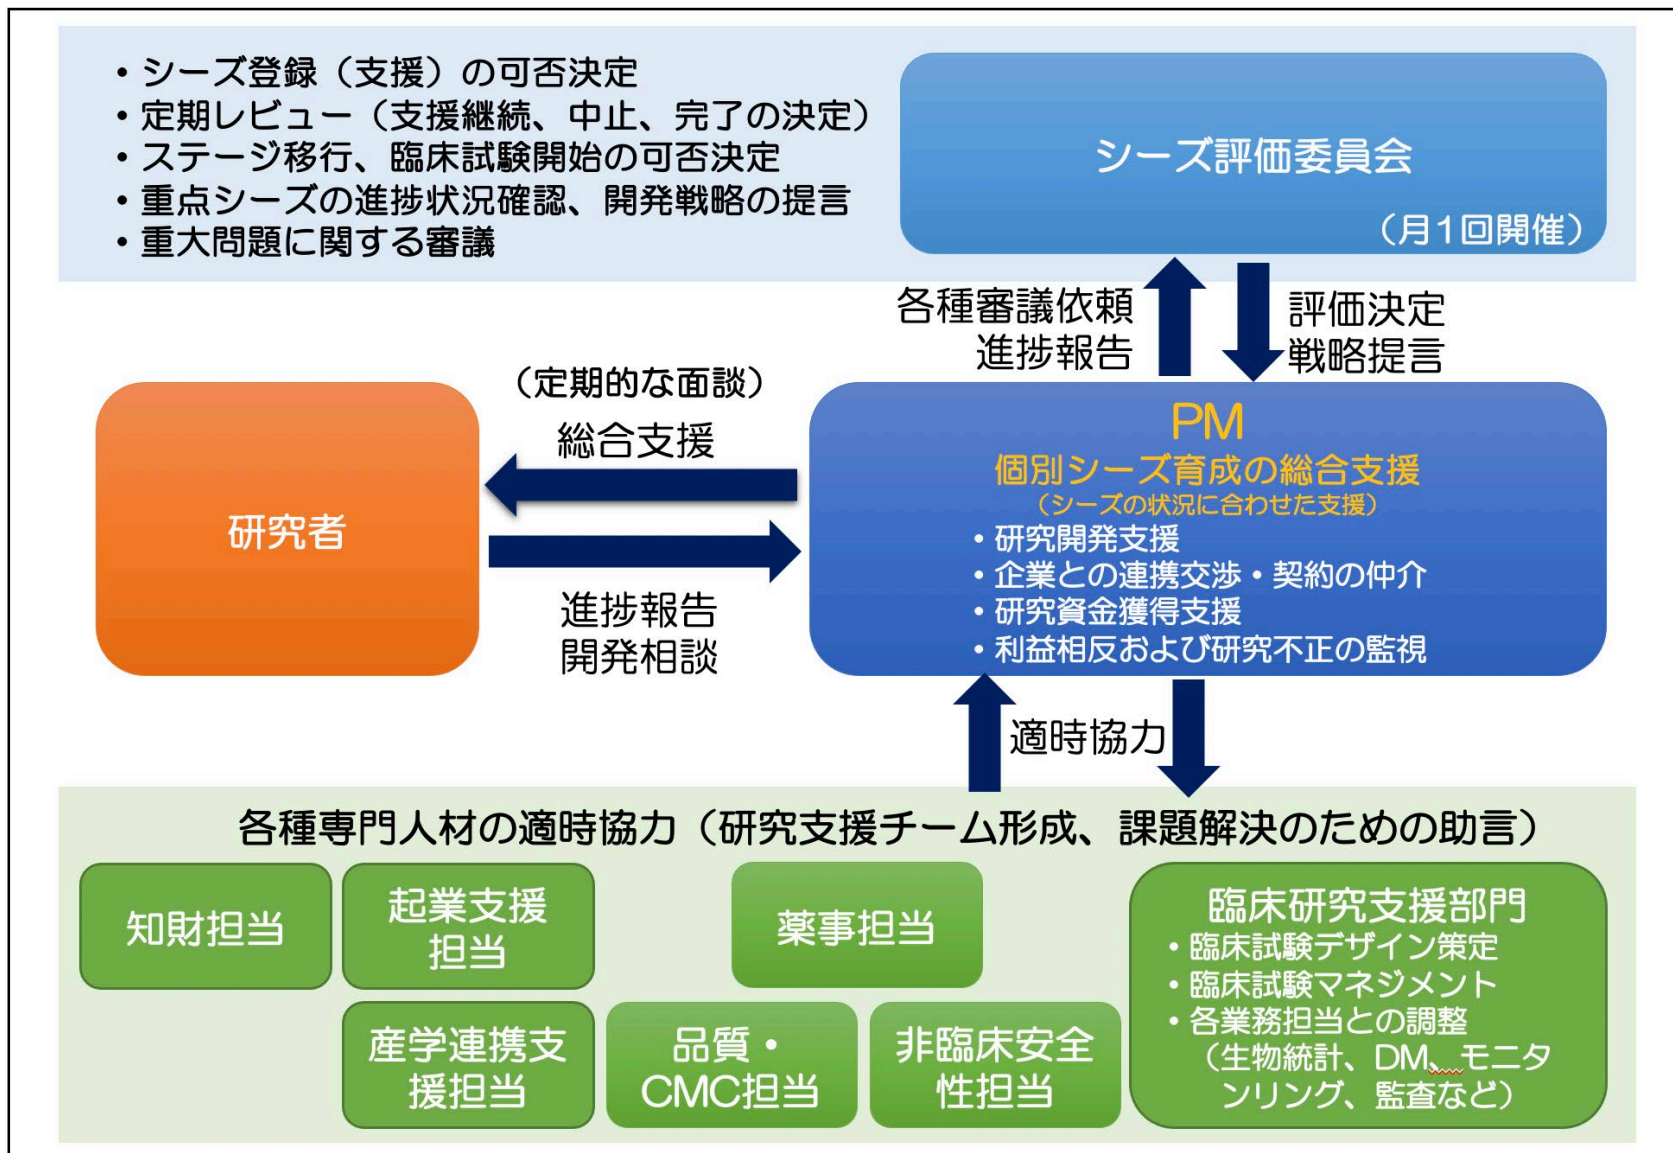 ・シーズ登録（支援）の可否決定
・定期レビュー（支援継続、中止、完了の決定）
・ステージ移行、臨床試験開始の可否決定
・重点シーズの進捗状況確認、開発戦略の提言
・重大問題に関する審議
シーズ評価委員会
（月1回開催）
各種審議依頼
進捗報告
評価決定
戦略提言
（定期的な面談）
総合支援
研究者
進捗報告
開発相談
PM
個別シーズ育成の総合支援
（シーズの状況に合わせた支援）
・研究開発支援
・企業との連携交渉・契約の仲介
・研究資金獲得支援
・利益相反および研究不正の監視
適時協力
各種専門人材の適時協力（研究支援チーム形成、課題解決のための助言）
知財担当
起業支援
担当
薬事担当
産学連携支
援担当
品質・
CMC担当
非臨床安全
性担当
臨床研究支援部門
・臨床試験デザイン策定
・臨床試験マネジメント
・各業務担当との調整
（生物統計、DM、モニタ
ンリング、監査など）